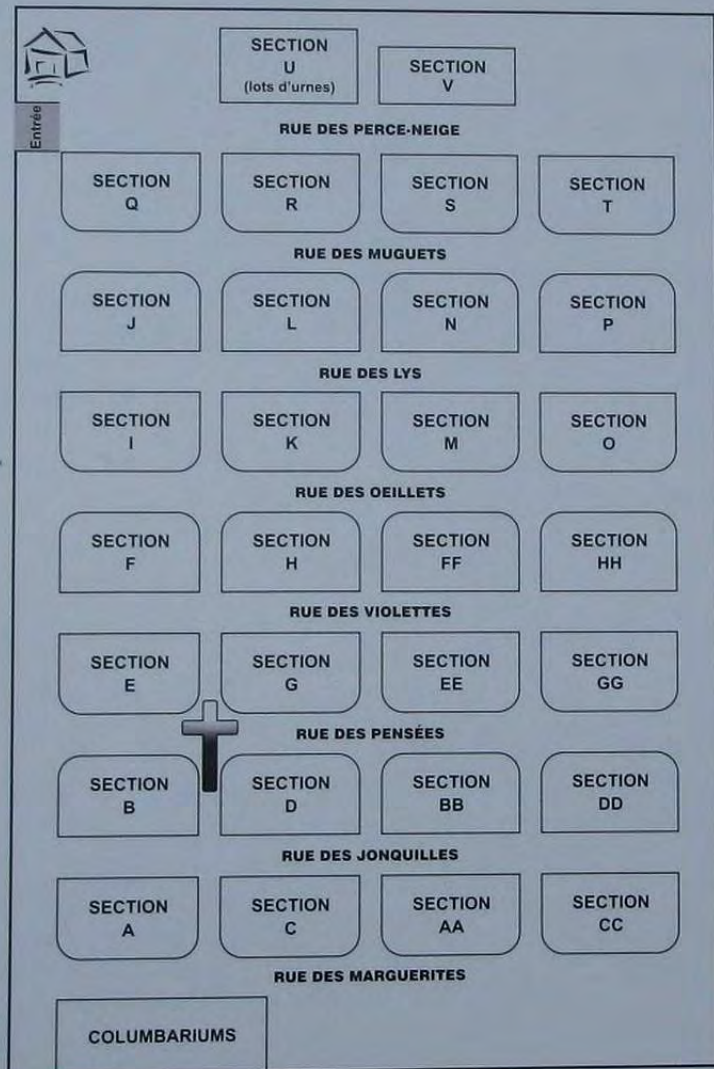 SECTION
U
(lots d'urnes)
SECTION
V
Entrée
RUE DES PERCE-NEIGE
SECTION
Q
SECTION
R
SECTION
S
SECTION
T
RUE DES MUGUETS
SECTION
J
SECTION
L
SECTION
N
SECTION
P
RUE DES LYS
SECTION
I
SECTION
K
SECTION
M
SECTION
O
RUE DES OEILLETS
SECTION
F
SECTION
H
SECTION
FF
SECTION
HH
RUE DES VIOLETTES
SECTION
E
SECTION
G
SECTION
EE
SECTION
GG
RUE DES PENSÉES
SECTION
B
SECTION
D
SECTION
BB
SECTION
DD
RUE DES JONQUILLES
SECTION
A
SECTION
C
SECTION
AA
SECTION
CC
RUE DES MARGUERITES
COLUMBARIUMS